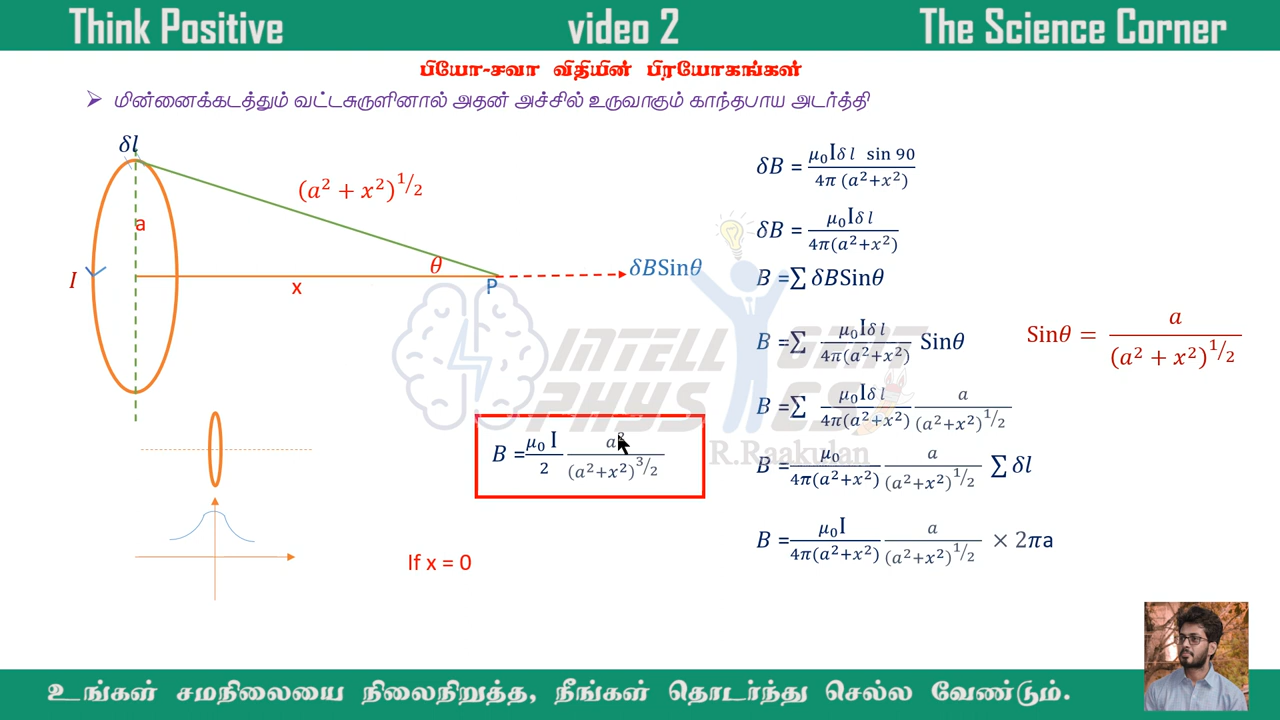 Think Positive video 2 The Science Corner
பியோ-சவா விதியின் பிரயோகங்கள்
➢ மின்னைக்கடத்தும் வட்டசுருளினால் அதன் அச்சில் உருவாகும் காந்தபாய அடர்த்தி
δl
(a² + x²)^1/2
a
θ
I
x
P
δBSinθ
δB = μ₀Iδl sin 90 / 4π (a²+x²)
δB = μ₀Iδl / 4π(a²+x²)
B =∑ δBSinθ
B =∑ μ₀Iδl / 4π(a²+x²) Sinθ
Sinθ = a / (a² + x²)^1/2
B =∑ μ₀Iδl / 4π(a²+x²) a / (a²+x²)^1/2
B = μ₀ / 4π(a²+x²) a / (a²+x²)^1/2 ∑ δl
B = μ₀I / 4π(a²+x²) a / (a²+x²)^1/2 × 2πa
B = μ₀ I / 2 a² / (a²+x²)^3/2
If x = 0
INTELLIGENT
PHYSICS
R.Raakulan
உங்கள் சமநிலையை நிலைநிறுத்த, நீங்கள் தொடர்ந்து செல்ல வேண்டும்.